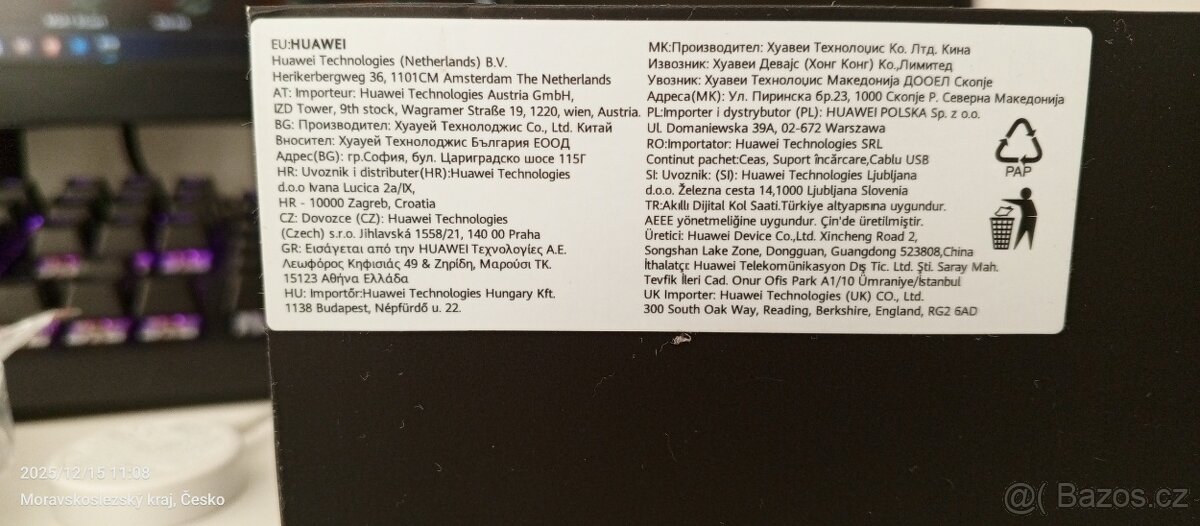 EU:HUAWEI
Huawei Technologies (Netherlands) B.V.
Herikerbergweg 36, 1101CM Amsterdam The Netherlands
AT: Importeur: Huawei Technologies Austria GmbH,
IZD Tower, 9th stock, Wagramer Straße 19, 1220, wien, Austria.
BG: Производител: Хуауей Технолоджис Co., Ltd. Китай
Вносител: Хуауей Технолоджис България ЕООД
Адрес(BG): гр.София, бул. Цариградско шосе 115Г
HR: Uvoznik i distributer(HR):Huawei Technologies
d.o.o Ivana Lucica 2a/IX,
HR - 10000 Zagreb, Croatia
CZ: Dovozce (CZ): Huawei Technologies
(Czech) s.r.o. Jihlavská 1558/21, 140 00 Praha
GR: Εισάγεται από την HUAWEI Τεχνολογίες Α.Ε.
Λεωφόρος Κηφισιάς 49 & Ζηρίδη, Μαρούσι ΤΚ.
15123 Αθήνα Ελλάδα
HU: Importőr:Huawei Technologies Hungary Kft.
1138 Budapest, Népfürdő u. 22.
МК:Производител: Хуавеи Технолоџис Ко. Лтд. Кина
Извозник: Хуавеи Девајс (Хонг Конг) Ко.,Лимитед
Увозник: Хуавеи Технолоџис Македонија ДООЕЛ Скопје
Адреса(МК): Ул. Пиринска бр.23, 1000 Скопје Р. Северна Македонија
PL:Importer i dystrybutor (PL): HUAWEI POLSKA Sp. z o.o.
UL Domaniewska 39A, 02-672 Warszawa
RO:Importator: Huawei Technologies SRL
Continut pachet:Ceas, Suport încărcare,Cablu USB
SI: Uvoznik: (SI): Huawei Technologies Ljubljana
d.o.o. Železna cesta 14,1000 Ljubljana Slovenia
TR:Akıllı Dijital Kol Saati.Türkiye altyapısına uygundur.
AEEE yönetmeliğine uygundur. Çin'de üretilmiştir.
Üretici: Huawei Device Co.,Ltd. Xincheng Road 2,
Songshan Lake Zone, Dongguan, Guangdong 523808,China
İthalatçı: Huawei Telekomünikasyon Dış Tic. Ltd. Şti. Saray Mah.
Tevfik İleri Cad. Onur Ofis Park A1/10 Ümraniye/İstanbul
UK Importer: Huawei Technologies (UK) CO., Ltd.
300 South Oak Way, Reading, Berkshire, England, RG2 6AD
PAP
2025/12/15 11:08
Moravskoslezský kraj, Česko
@( Bazos.cz